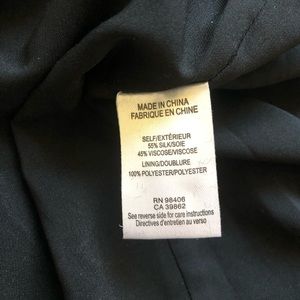 MADE IN CHINA
FABRIQUE EN CHINE
SELF/EXTÉRIEUR
55% SILK/SOIE
45% VISCOSE/VISCOSE
LINING/DOUBLURE
100% POLYESTER/POLYESTER
RN 98406
CA 39862
See reverse side for care instructions
Directives d'entretien au verso